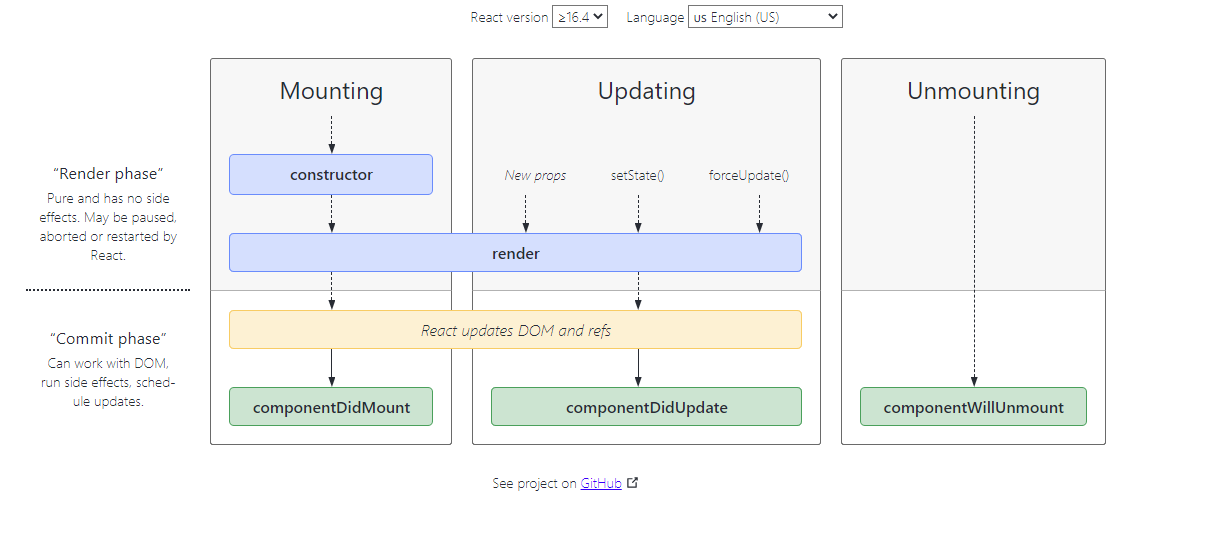 React version ≥16.4 Language us English (US)
Mounting
Updating
Unmounting
“Render phase”
Pure and has no side
effects. May be paused,
aborted or restarted by
React.
constructor
New props
setState()
forceUpdate()
render
“Commit phase”
Can work with DOM,
run side effects, sched-
ule updates.
React updates DOM and refs
componentDidMount
componentDidUpdate
componentWillUnmount
See project on GitHub